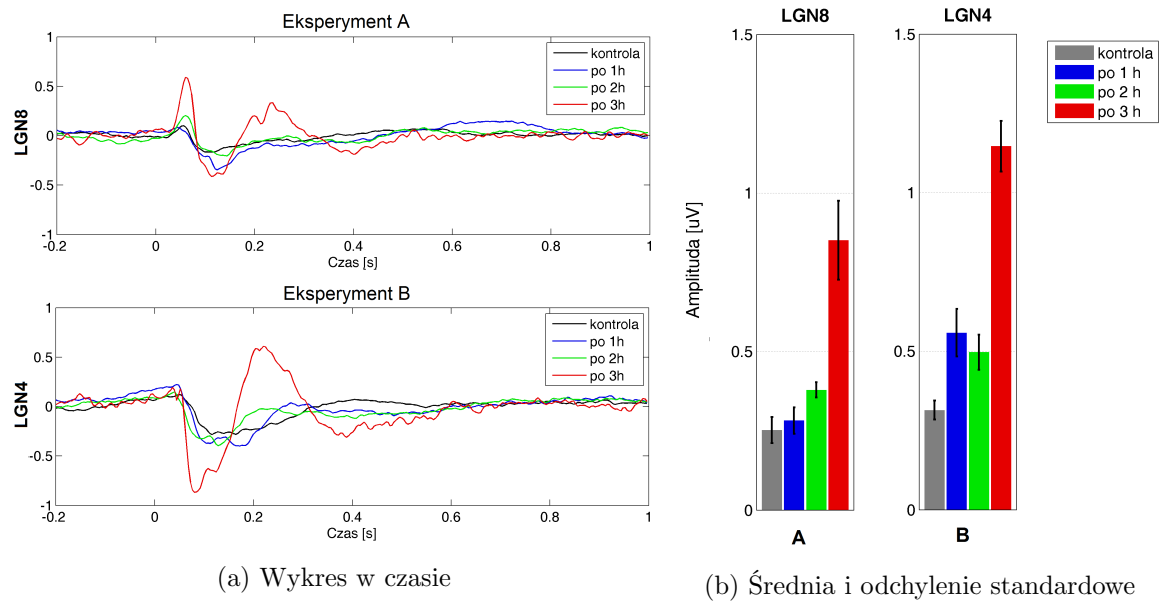 Eksperyment A
LGN8
1
0.5
0
-0.5
-1
-0.2
0
0.2
0.4
0.6
0.8
1
Czas [s]
kontrola
po 1h
po 2h
po 3h
Eksperyment B
LGN4
1
0.5
0
-0.5
-1
-0.2
0
0.2
0.4
0.6
0.8
1
Czas [s]
kontrola
po 1h
po 2h
po 3h
(a) Wykres w czasie
LGN8
Amplituda [uV]
1.5
1
0.5
0
A
LGN4
1.5
1
0.5
0
B
kontrola
po 1 h
po 2 h
po 3 h
(b) Średnia i odchylenie standardowe